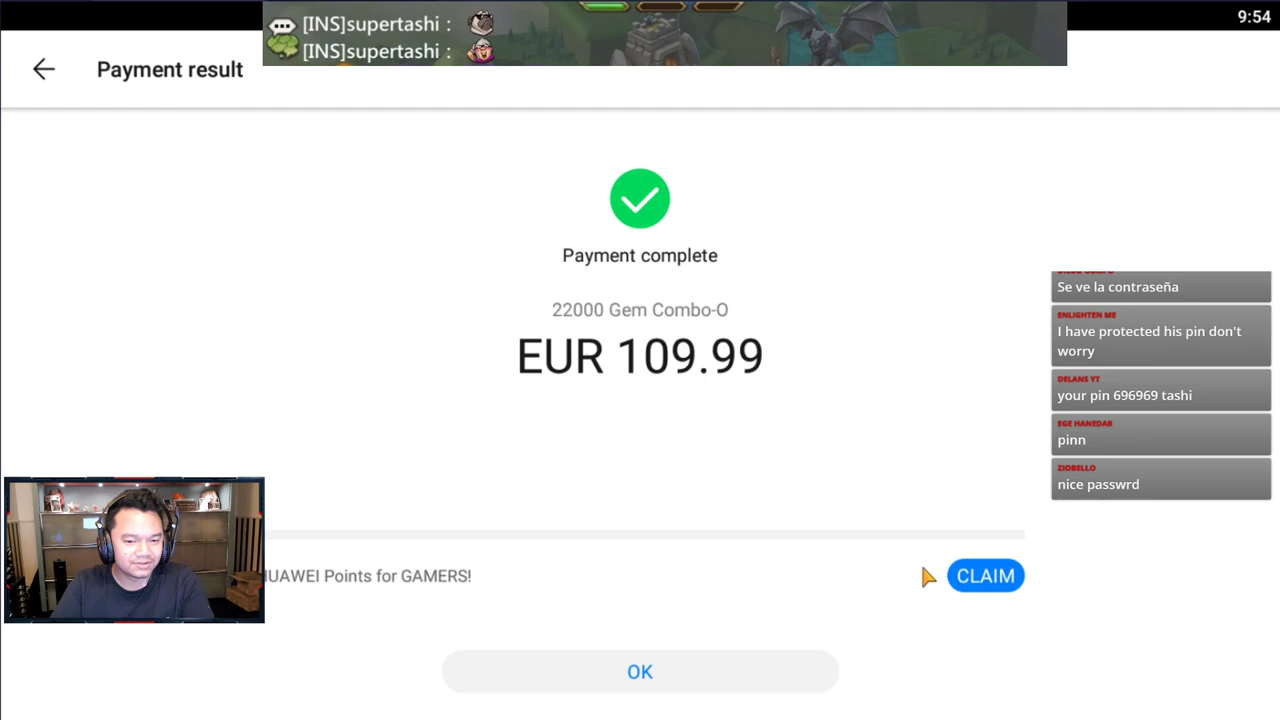 [INS]supertashi :
[INS]supertashi :
9:54
Payment result
Payment complete
22000 Gem Combo-O
EUR 109.99
Se ve la contraseña
ENLIGHTEN ME
I have protected his pin don't
worry
DELANS YT
your pin 696969 tashi
EGE HANEDAR
pinn
ZIOBELLO
nice passwrd
HUAWEI Points for GAMERS!
CLAIM
OK